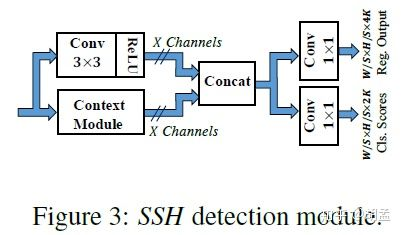 Conv
3×3
ReLU
X Channels
Context
Module
X Channels
Concat
Conv
1×1
W/S×H/S×4K
Reg. Output
Conv
1×1
W/S×H/S×2K
Cls. Scores
Figure 3: SSH detection module.